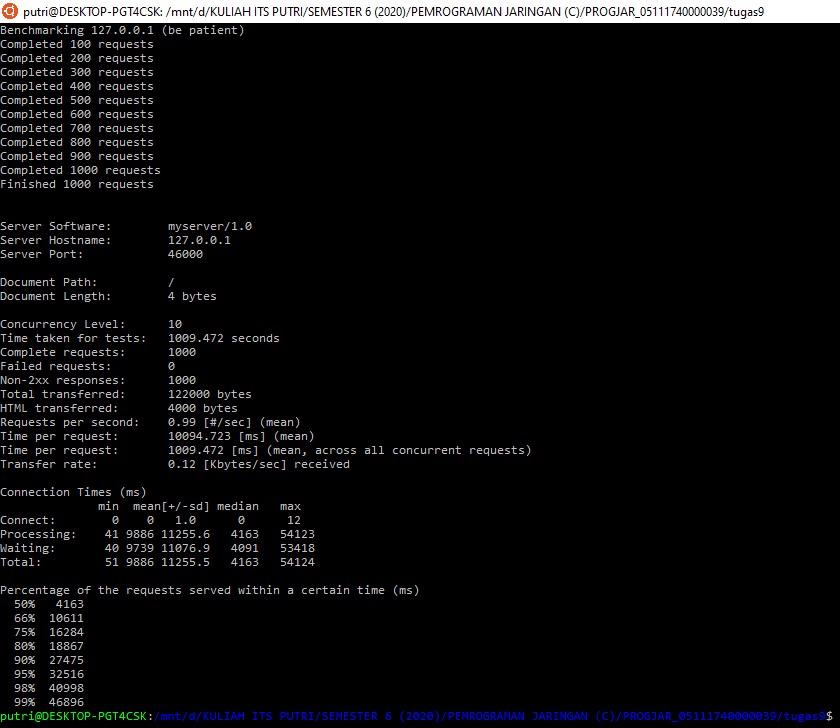 putri@DESKTOP-PGT4CSK: /mnt/d/KULIAH ITS PUTRI/SEMESTER 6 (2020)/PEMROGRAMAN JARINGAN (C)/PROGJAR_05111740000039/tugas9
Benchmarking 127.0.0.1 (be patient)
Completed 100 requests
Completed 200 requests
Completed 300 requests
Completed 400 requests
Completed 500 requests
Completed 600 requests
Completed 700 requests
Completed 800 requests
Completed 900 requests
Completed 1000 requests
Finished 1000 requests
Server Software:        myserver/1.0
Server Hostname:        127.0.0.1
Server Port:            46000
Document Path:          /
Document Length:        4 bytes
Concurrency Level:      10
Time taken for tests:   1009.472 seconds
Complete requests:      1000
Failed requests:        0
Non-2xx responses:      1000
Total transferred:      122000 bytes
HTML transferred:       4000 bytes
Requests per second:    0.99 [#/sec] (mean)
Time per request:       10094.723 [ms] (mean)
Time per request:       1009.472 [ms] (mean, across all concurrent requests)
Transfer rate:          0.12 [Kbytes/sec] received
Connection Times (ms)
              min  mean[+/-sd] median   max
Connect:        0    0   1.0      0      12
Processing:    41 9886 11255.6   4163   54123
Waiting:       40 9739 11076.9   4091   53418
Total:         51 9886 11255.5   4163   54124
Percentage of the requests served within a certain time (ms)
  50%   4163
  66%  10611
  75%  16284
  80%  18867
  90%  27475
  95%  32516
  98%  40998
  99%  46896
putri@DESKTOP-PGT4CSK:/mnt/d/KULIAH ITS PUTRI/SEMESTER 6 (2020)/PEMROGRAMAN JARINGAN (C)/PROGJAR_05111740000039/tugas9$